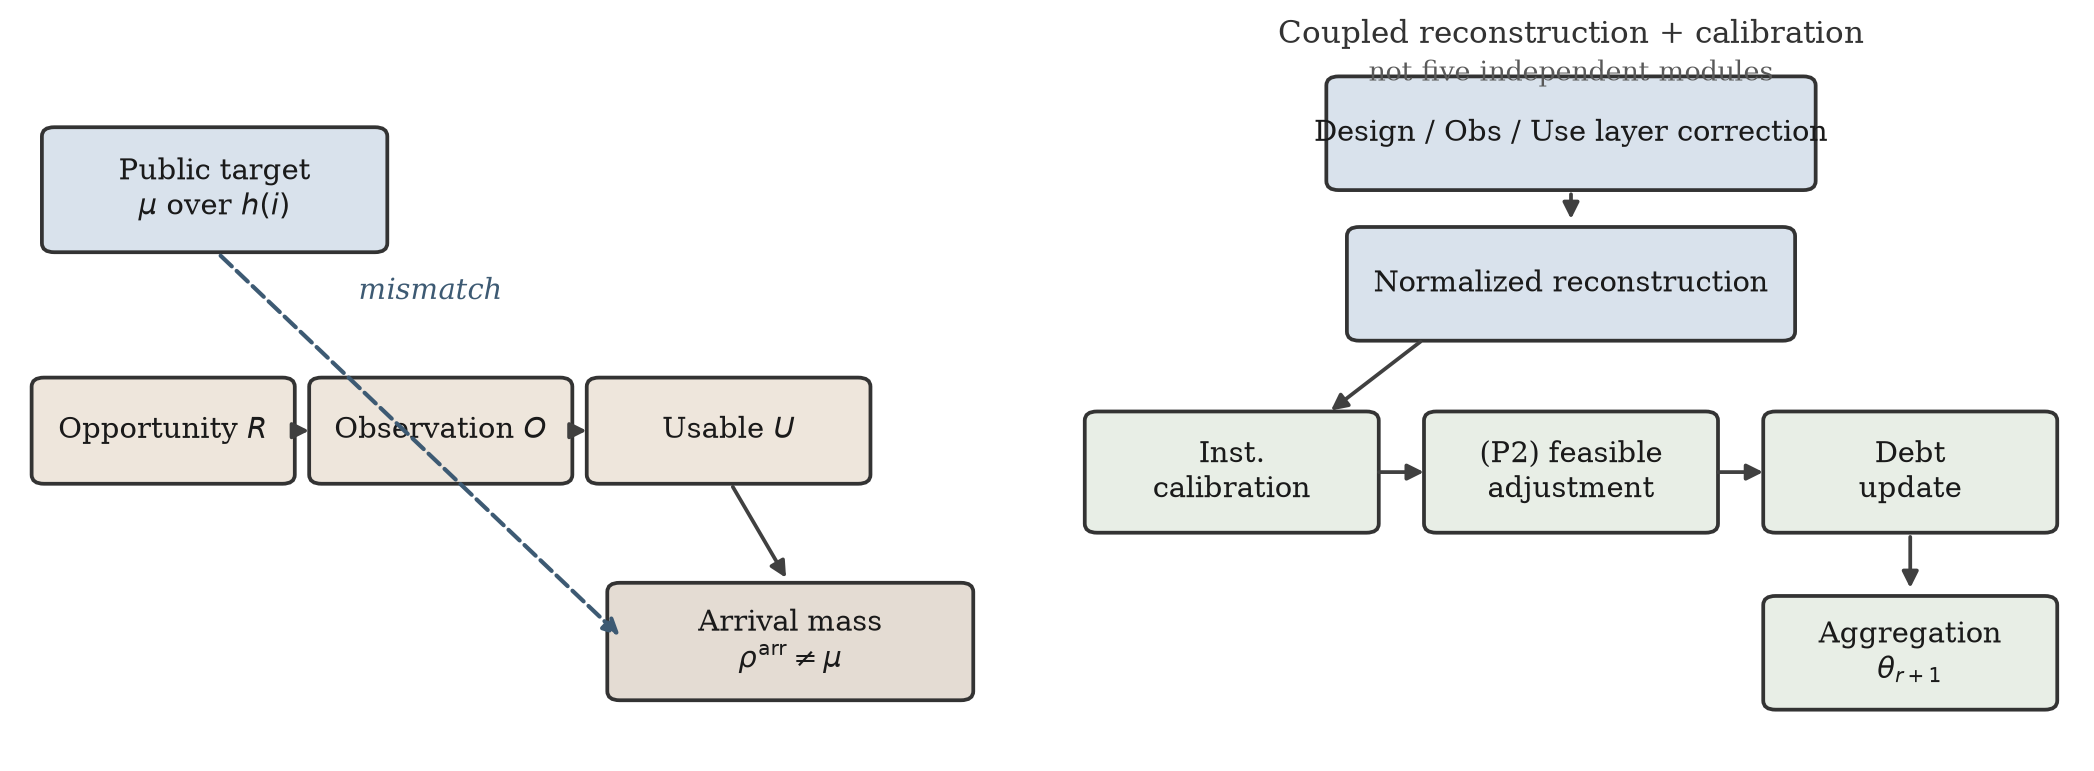 Public target
μ over h(i)
mismatch
Opportunity R
Observation O
Usable U
Arrival mass
ρ^arr ≠ μ
Coupled reconstruction + calibration
not five independent modules
Design / Obs / Use layer correction
Normalized reconstruction
Inst.
calibration
(P2) feasible
adjustment
Debt
update
Aggregation
θ_{r+1}